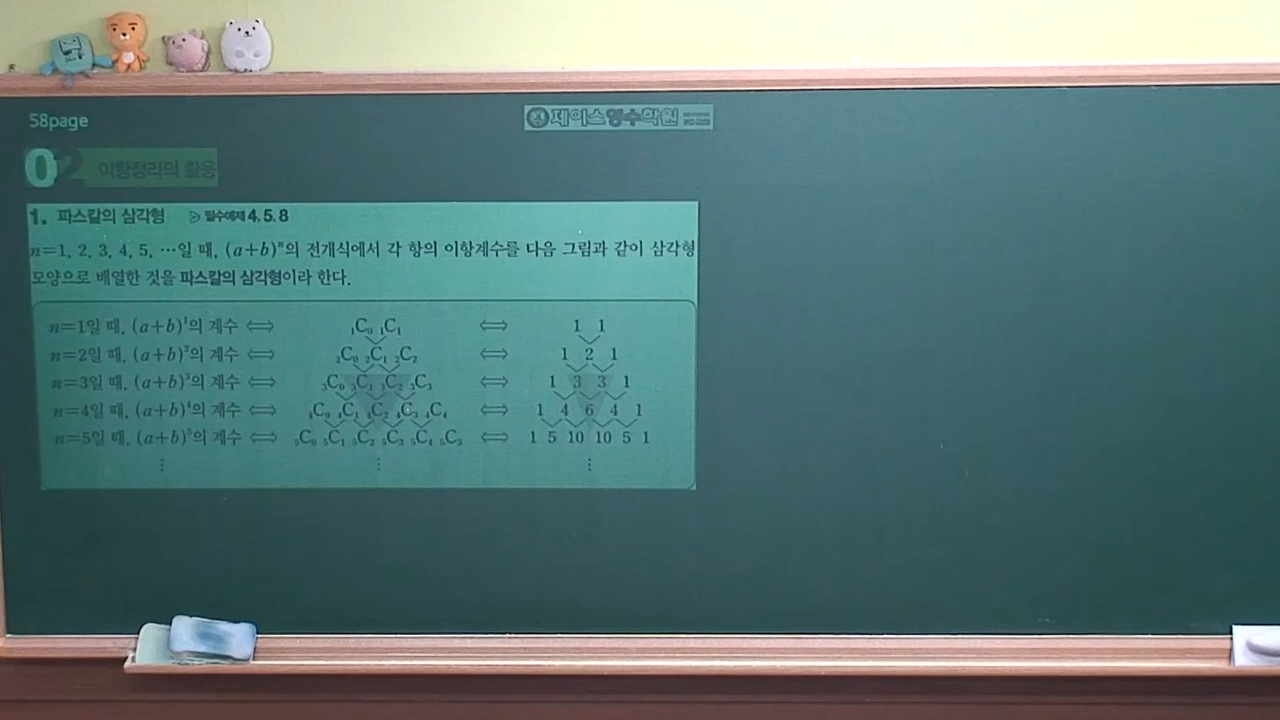 58page
제이스영수학원
02 이항정리의 활용
1. 파스칼의 삼각형 ▷ 필수예제 4, 5, 8
n=1, 2, 3, 4, 5, …일 때, (a+b)ⁿ의 전개식에서 각 항의 이항계수를 다음 그림과 같이 삼각형
모양으로 배열한 것을 파스칼의 삼각형이라 한다.
n=1일 때, (a+b)¹의 계수 ⇔ ₁C₀ ₁C₁ ⇔ 1 1
n=2일 때, (a+b)²의 계수 ⇔ ₂C₀ ₂C₁ ₂C₂ ⇔ 1 2 1
n=3일 때, (a+b)³의 계수 ⇔ ₃C₀ ₃C₁ ₃C₂ ₃C₃ ⇔ 1 3 3 1
n=4일 때, (a+b)⁴의 계수 ⇔ ₄C₀ ₄C₁ ₄C₂ ₄C₃ ₄C₄ ⇔ 1 4 6 4 1
n=5일 때, (a+b)⁵의 계수 ⇔ ₅C₀ ₅C₁ ₅C₂ ₅C₃ ₅C₄ ₅C₅ ⇔ 1 5 10 10 5 1
⋮ ⋮ ⋮